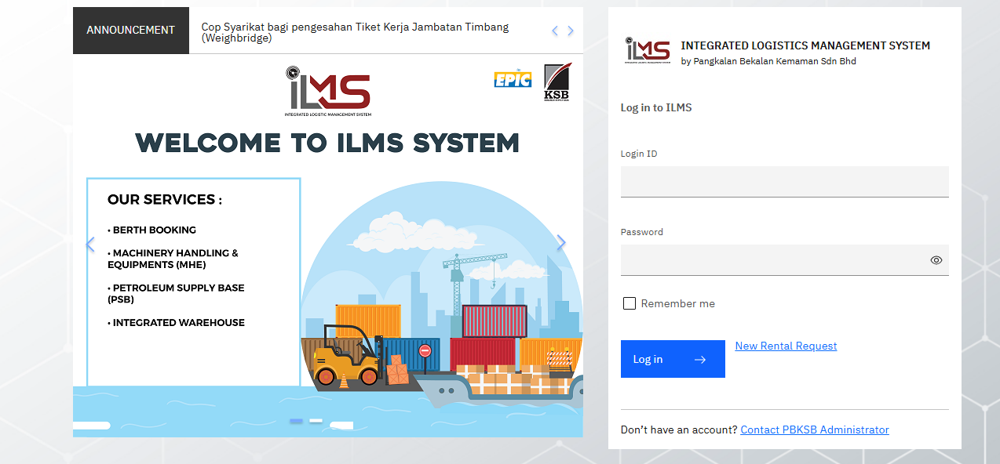 ANNOUNCEMENT
Cop Syarikat bagi pengesahan Tiket Kerja Jambatan Timbang
(Weighbridge)
iLMS
INTEGRATED LOGISTIC MANAGEMENT SYSTEM
EPIC
KSB
WELCOME TO ILMS SYSTEM
OUR SERVICES :
• BERTH BOOKING
• MACHINERY HANDLING &
EQUIPMENTS (MHE)
• PETROLEUM SUPPLY BASE
(PSB)
• INTEGRATED WAREHOUSE
iLMS
INTEGRATED LOGISTICS MANAGEMENT SYSTEM
by Pangkalan Bekalan Kemaman Sdn Bhd
Log in to ILMS
Login ID
Password
Remember me
Log in
New Rental Request
Don’t have an account? Contact PBKSB Administrator